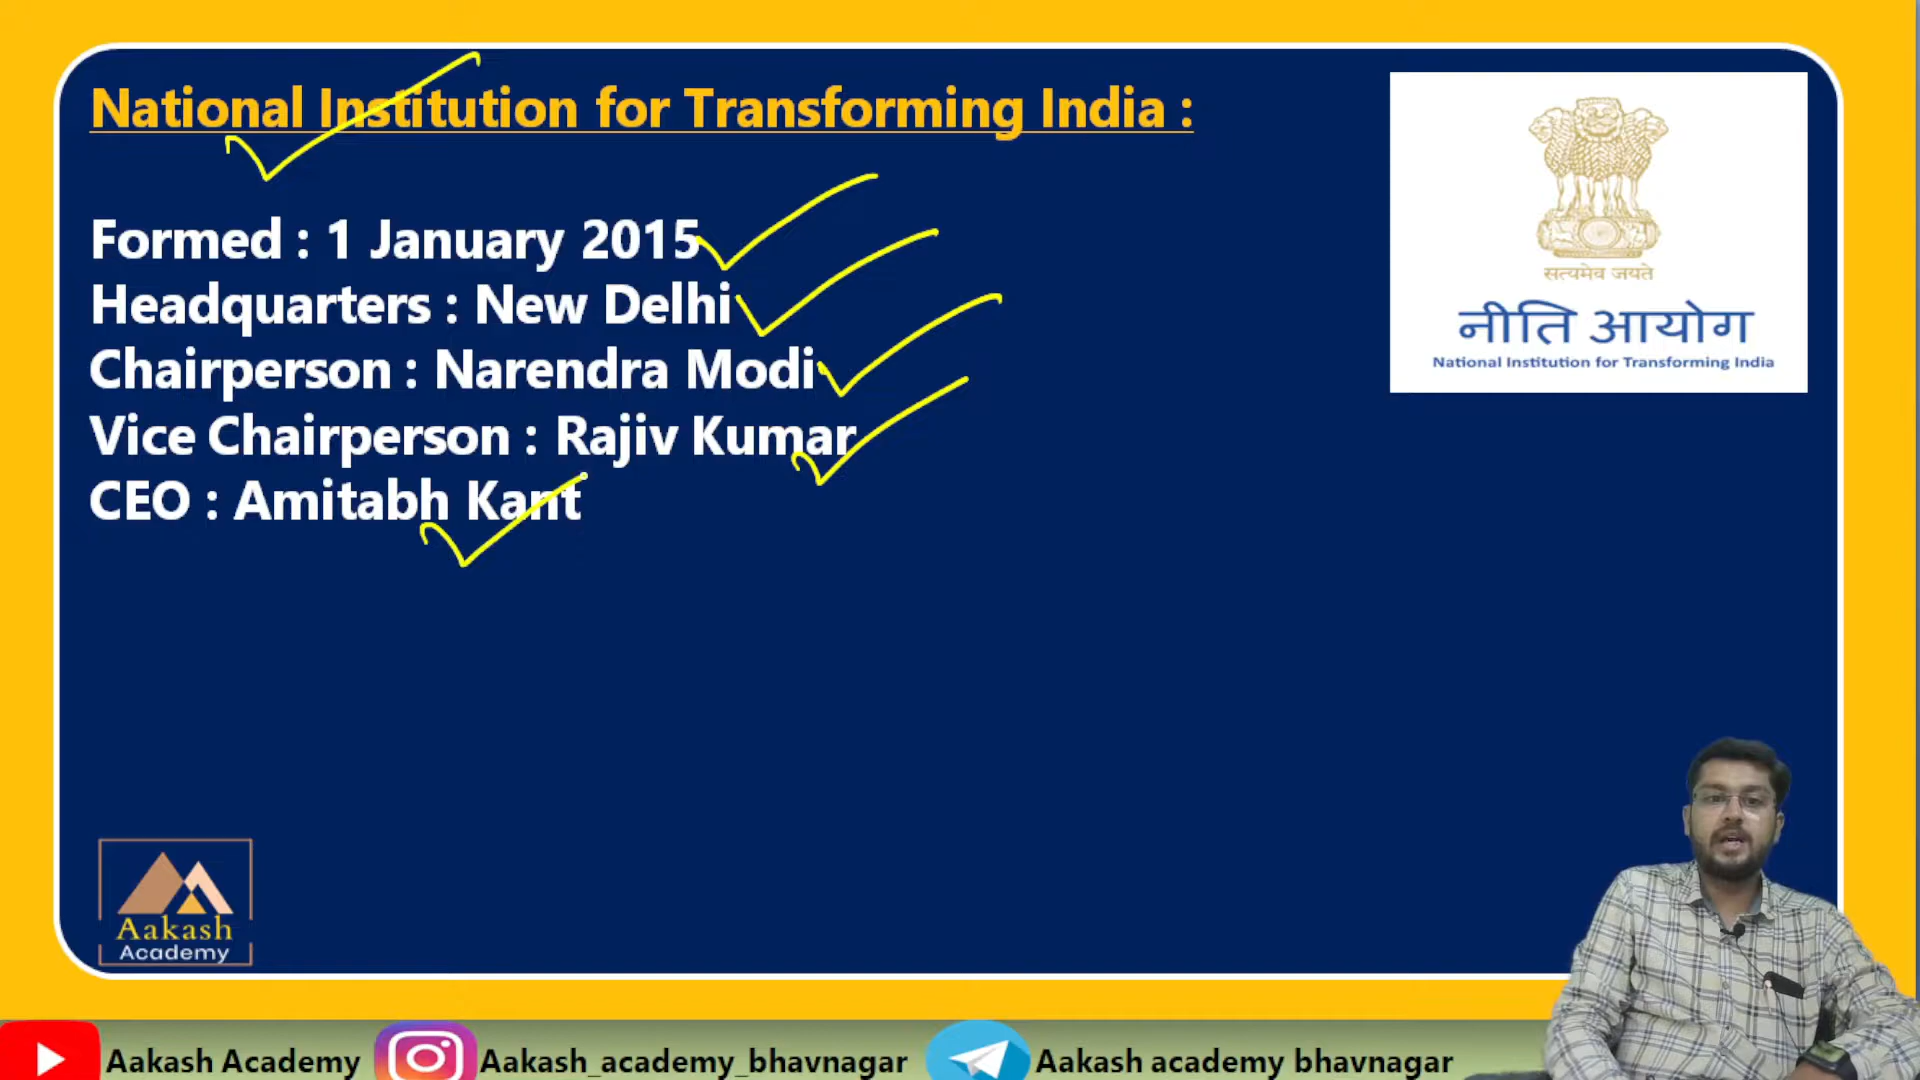 National Institution for Transforming India :
Formed : 1 January 2015
Headquarters : New Delhi
Chairperson : Narendra Modi
Vice Chairperson : Rajiv Kumar
CEO : Amitabh Kant
सत्यमेव जयते
नीति आयोग
National Institution for Transforming India
Aakash
Academy
Aakash Academy
Aakash_academy_bhavnagar
Aakash academy bhavnagar